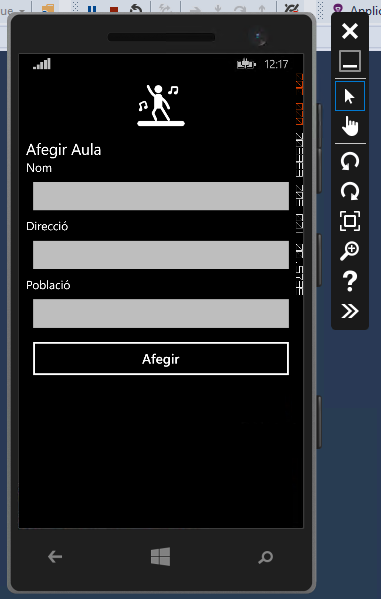 12:17
Afegir Aula
Nom
Direcció
Població
Afegir
?